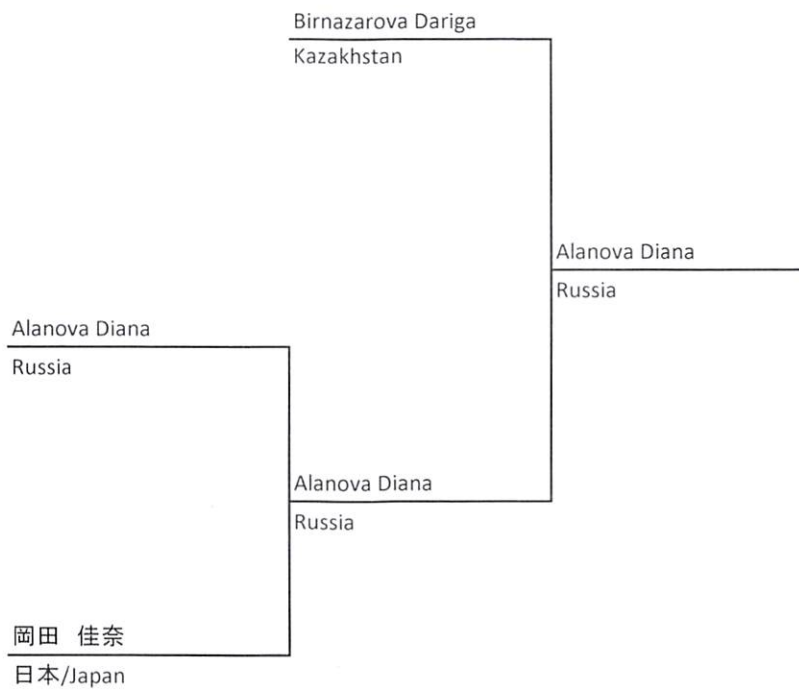 Birnazarova Dariga
Kazakhstan
Alanova Diana
Russia
Alanova Diana
Russia
Alanova Diana
Russia
岡田　佳奈
日本/Japan